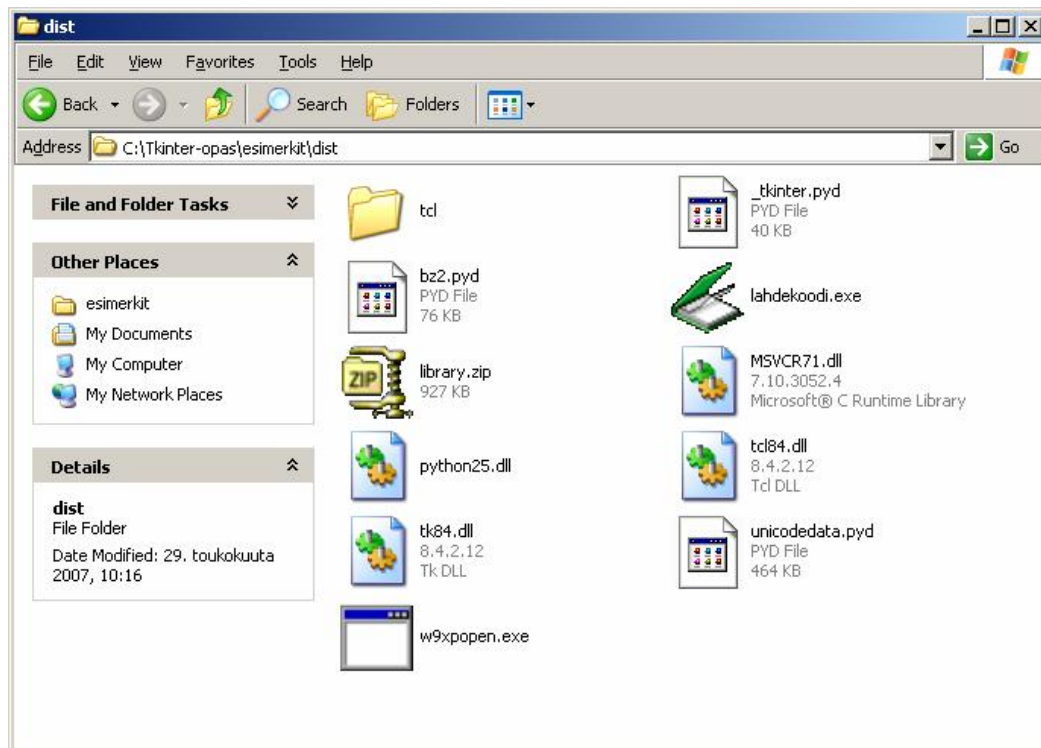 dist
File Edit View Favorites Tools Help
Back Search Folders
Address C:\Tkinter-opas\esimerkit\dist Go
File and Folder Tasks
Other Places
esimerkit
My Documents
My Computer
My Network Places
Details
dist
File Folder
Date Modified: 29. toukokuuta
2007, 10:16
tcl
_tkinter.pyd
PYD File
40 KB
bz2.pyd
PYD File
76 KB
lahdekoodi.exe
ZIP
library.zip
927 KB
MSVCR71.dll
7.10.3052.4
Microsoft® C Runtime Library
python25.dll
tcl84.dll
8.4.2.12
Tcl DLL
tk84.dll
8.4.2.12
Tk DLL
unicodedata.pyd
PYD File
464 KB
w9xpopen.exe